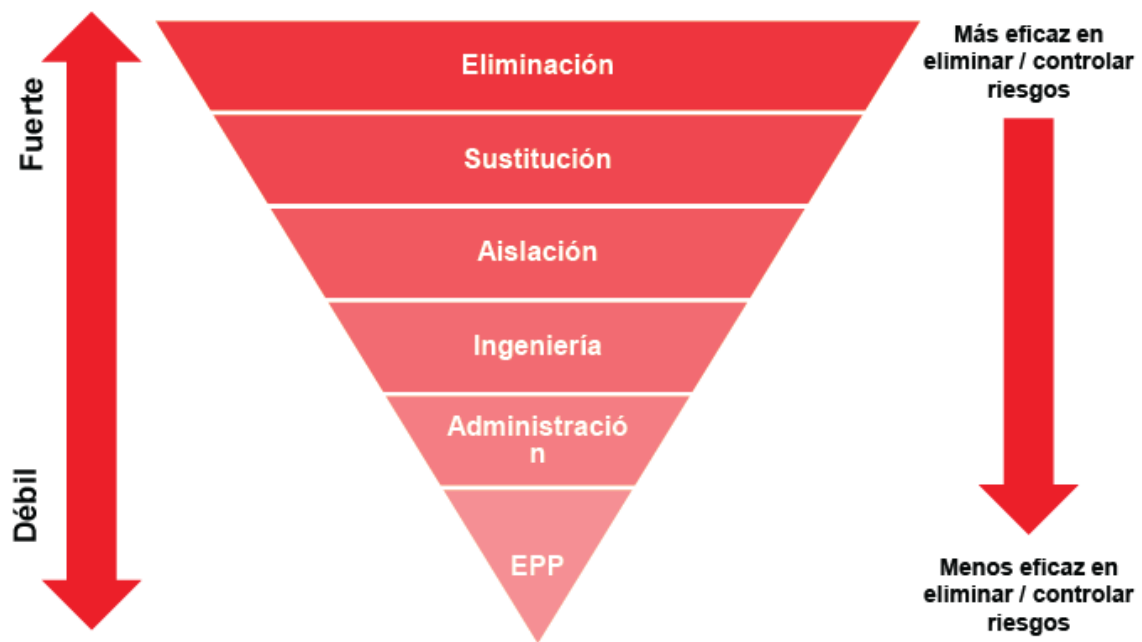 Fuerte
Débil
Eliminación
Sustitución
Aislación
Ingeniería
Administració
n
EPP
Más eficaz en
eliminar / controlar
riesgos
Menos eficaz en
eliminar / controlar
riesgos